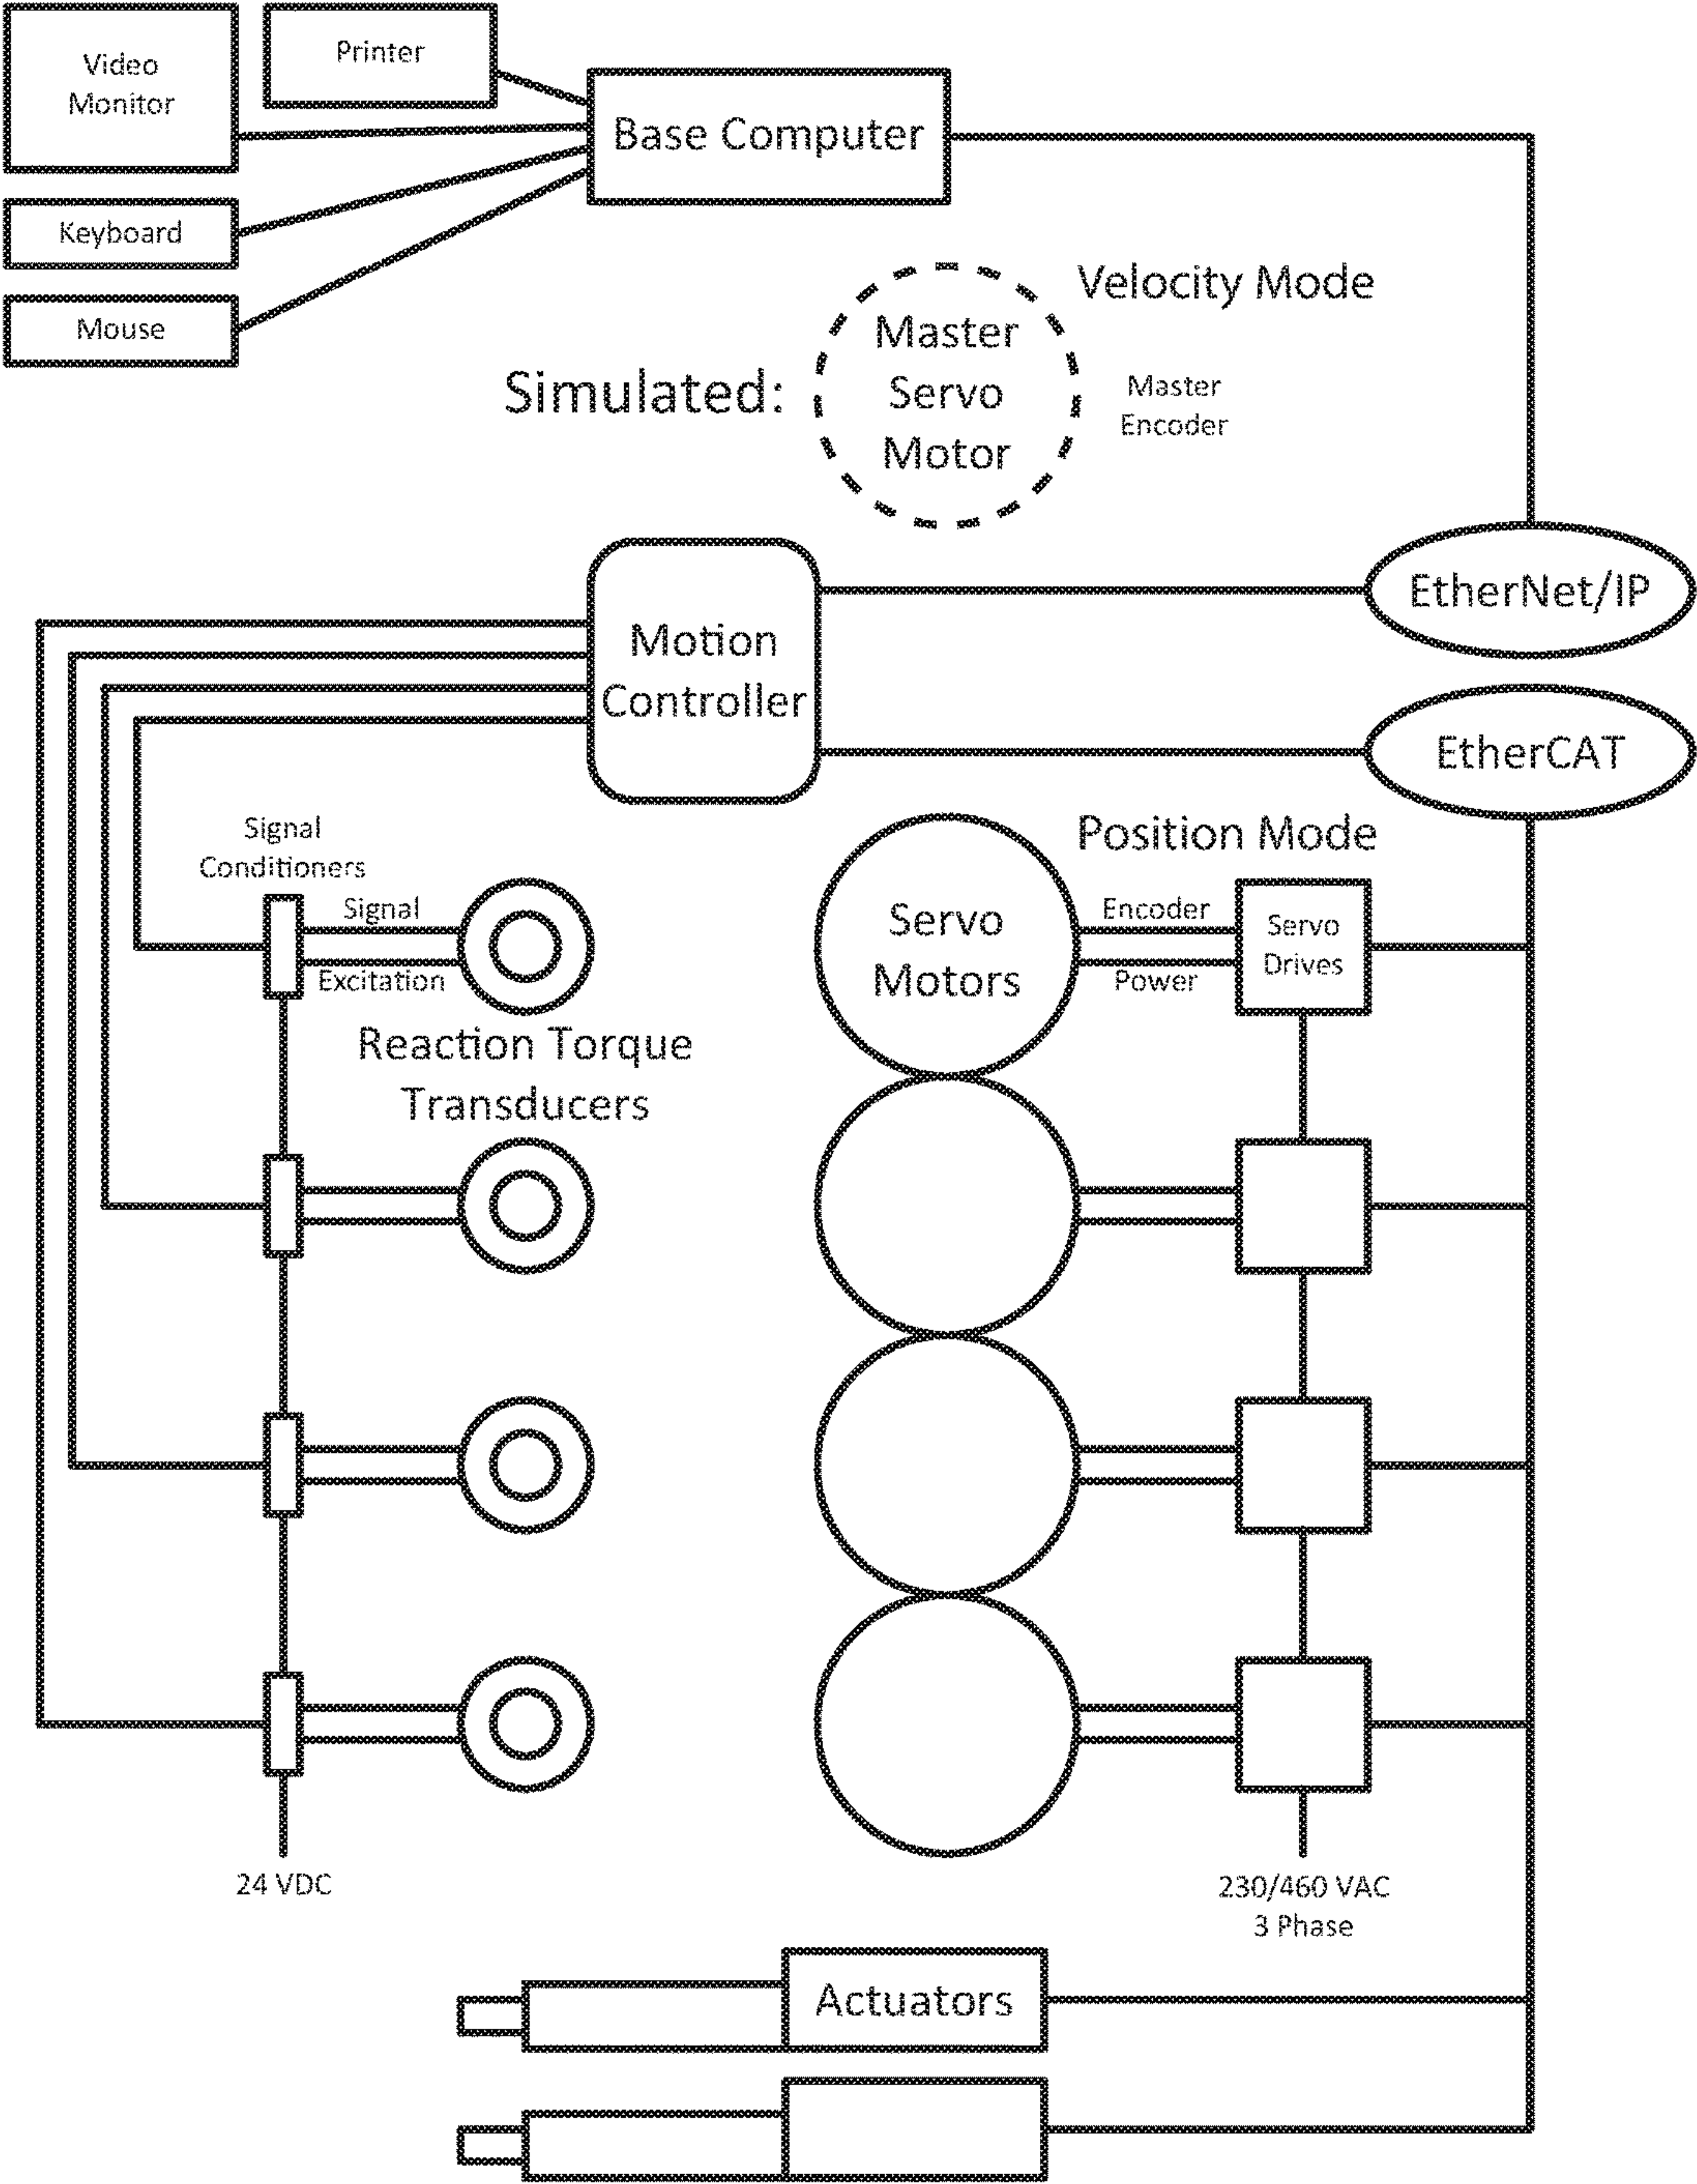 Video
Monitor
Printer
Base Computer
Keyboard
Mouse
Velocity Mode
Simulated:
Master
Servo
Motor
Master
Encoder
EtherNet/IP
Motion
Controller
EtherCAT
Signal
Conditioners
Signal
Excitation
Reaction Torque
Transducers
Position Mode
Servo
Motors
Encoder
Power
Servo
Drives
24 VDC
230/460 VAC
3 Phase
Actuators